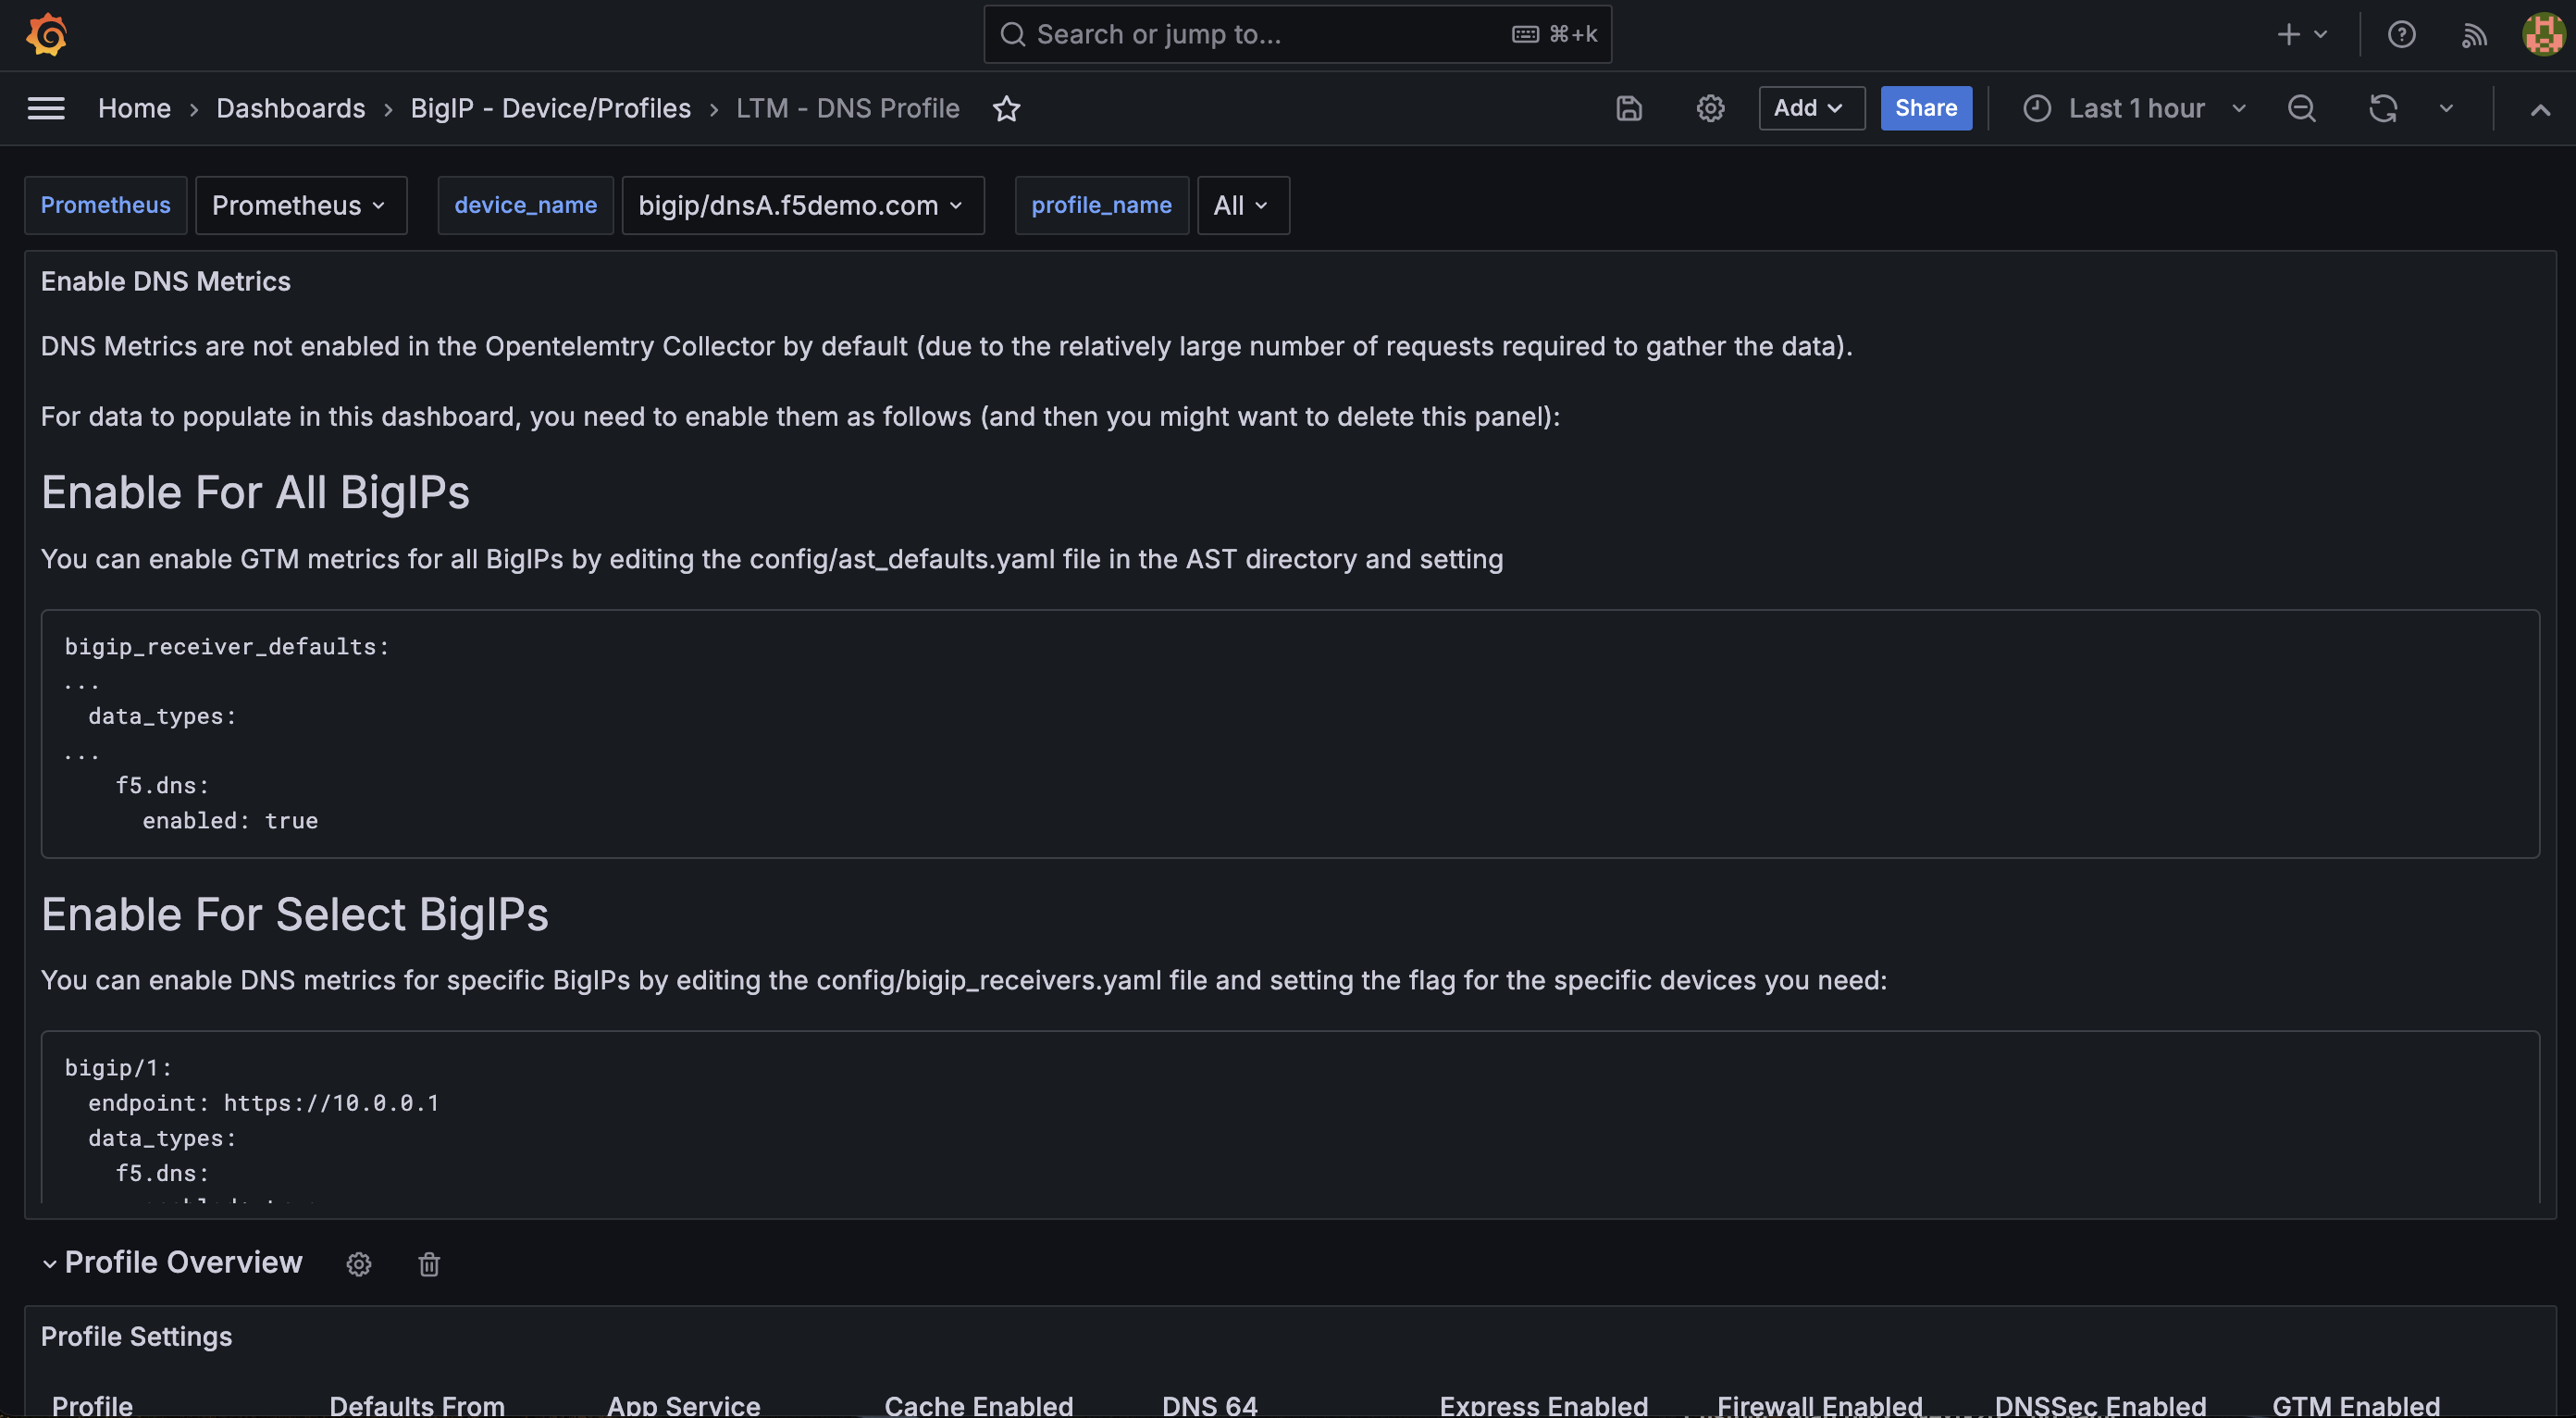 Search or jump to...
⌘+k
Home › Dashboards › BigIP - Device/Profiles › LTM - DNS Profile
Add
Share
Last 1 hour
Prometheus
Prometheus
device_name
bigip/dnsA.f5demo.com
profile_name
All
Enable DNS Metrics
DNS Metrics are not enabled in the Opentelemtry Collector by default (due to the relatively large number of requests required to gather the data).
For data to populate in this dashboard, you need to enable them as follows (and then you might want to delete this panel):
Enable For All BigIPs
You can enable GTM metrics for all BigIPs by editing the config/ast_defaults.yaml file in the AST directory and setting
bigip_receiver_defaults:
...
  data_types:
...
    f5.dns:
      enabled: true
Enable For Select BigIPs
You can enable DNS metrics for specific BigIPs by editing the config/bigip_receivers.yaml file and setting the flag for the specific devices you need:
bigip/1:
  endpoint: https://10.0.0.1
  data_types:
    f5.dns:
Profile Overview
Profile Settings
Profile
Defaults From
App Service
Cache Enabled
DNS 64
Express Enabled
Firewall Enabled
DNSSec Enabled
GTM Enabled